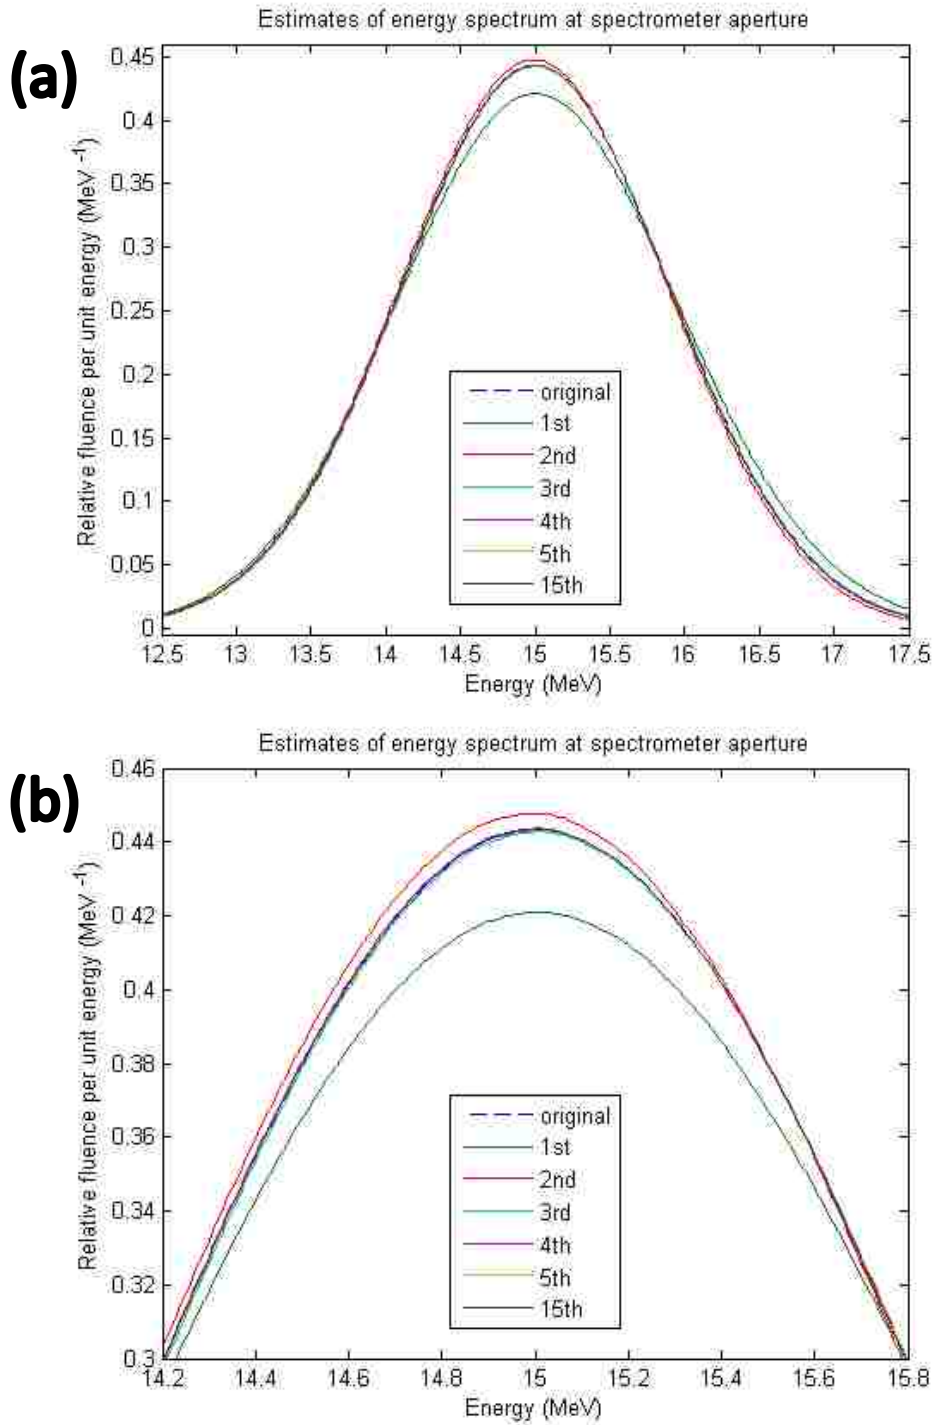 (a)
Estimates of energy spectrum at spectrometer aperture
Relative fluence per unit energy (MeV -1)
0.45
0.4
0.35
0.3
0.25
0.2
0.15
0.1
0.05
0
original
1st
2nd
3rd
4th
5th
15th
12.5 13 13.5 14 14.5 15 15.5 16 16.5 17 17.5
Energy (MeV)
(b)
Estimates of energy spectrum at spectrometer aperture
Relative fluence per unit energy (MeV -1)
0.46
0.44
0.42
0.4
0.38
0.36
0.34
0.32
0.3
original
1st
2nd
3rd
4th
5th
15th
14.2 14.4 14.6 14.8 15 15.2 15.4 15.6 15.8
Energy (MeV)